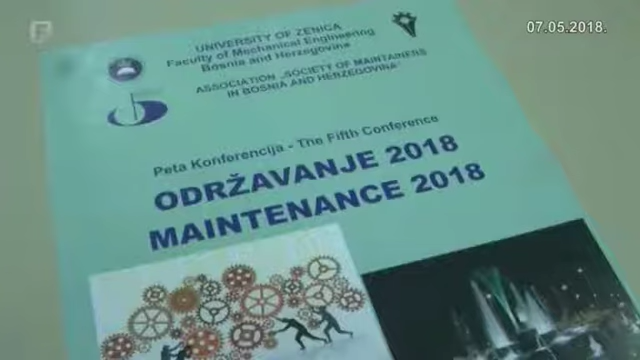 07.05.2018.
UNIVERSITY OF ZENICA
Faculty of Mechanical Engineering
Bosnia and Herzegovina
ASSOCIATION „SOCIETY OF MAINTAINERS
IN BOSNIA AND HERZEGOVINA“
Peta Konferencija - The Fifth Conference
ODRŽAVANJE 2018
MAINTENANCE 2018